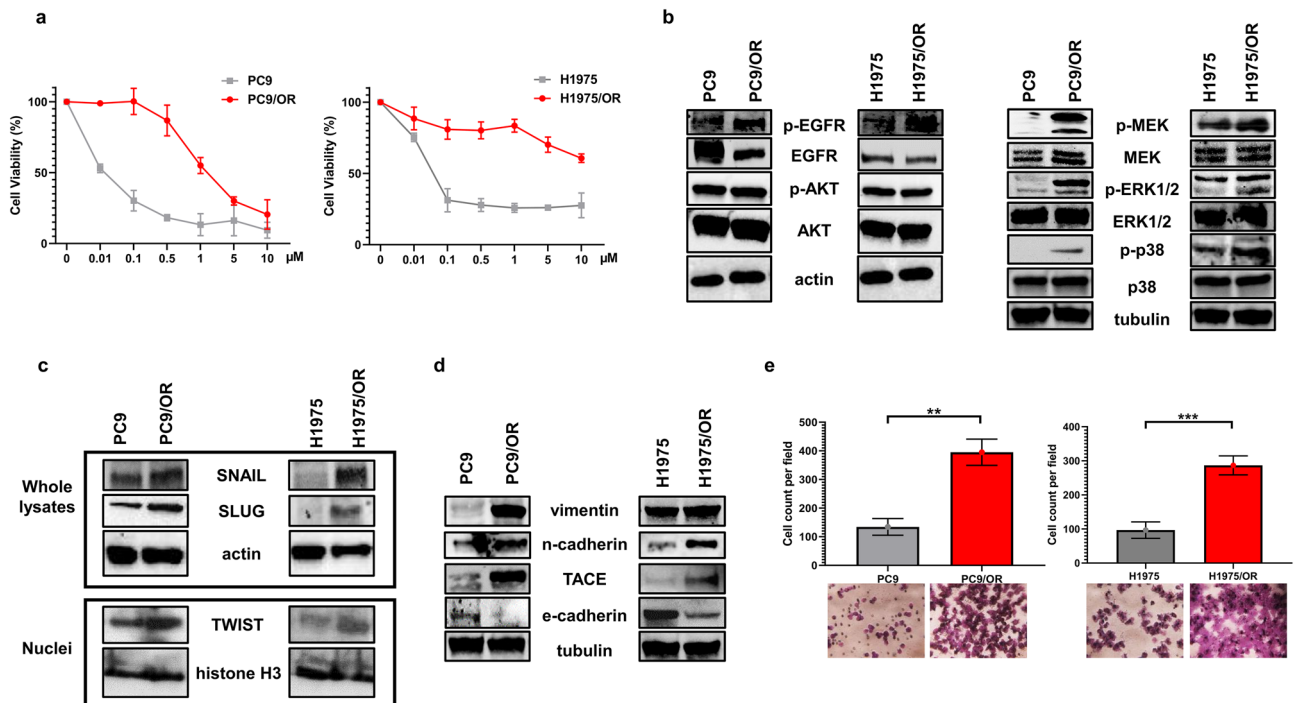 a
PC9
PC9/OR
Cell Viability (%)
100
50
0
0 0.01 0.1 0.5 1 5 10 µM
H1975
H1975/OR
Cell Viability (%)
100
50
0
0 0.01 0.1 0.5 1 5 10 µM
b
PC9 PC9/OR H1975 H1975/OR
p-EGFR
EGFR
p-AKT
AKT
actin
PC9 PC9/OR H1975 H1975/OR
p-MEK
MEK
p-ERK1/2
ERK1/2
p-p38
p38
tubulin
c
PC9 PC9/OR H1975 H1975/OR
Whole lysates
SNAIL
SLUG
actin
Nuclei
TWIST
histone H3
d
PC9 PC9/OR H1975 H1975/OR
vimentin
n-cadherin
TACE
e-cadherin
tubulin
e
**
Cell count per field
500
400
300
200
100
0
PC9 PC9/OR
***
Cell count per field
400
300
200
100
0
H1975 H1975/OR